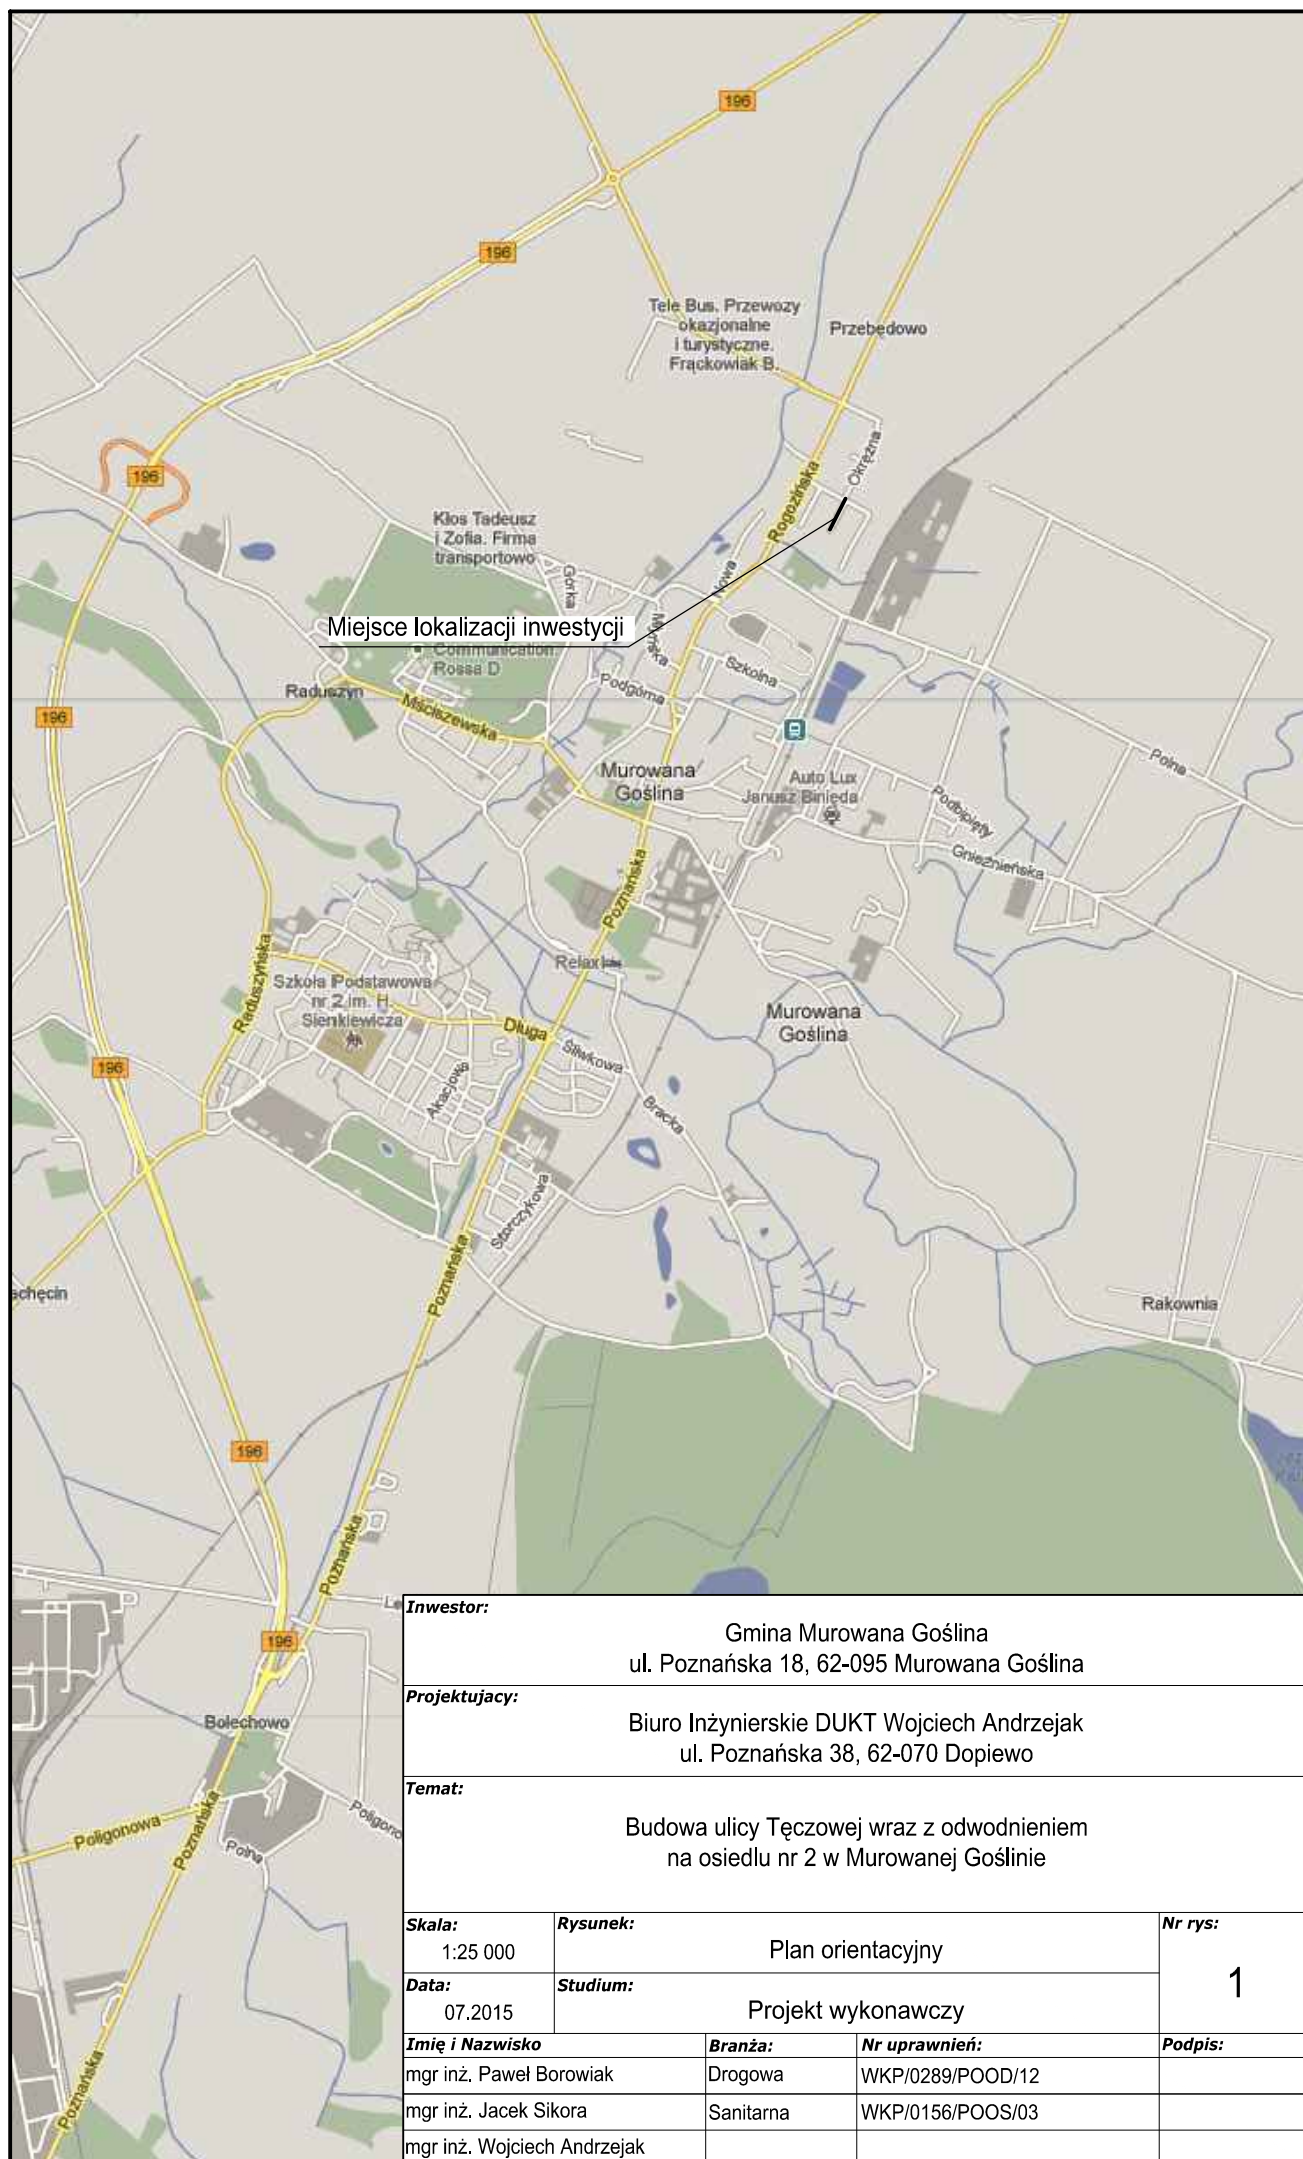 196
196
Tele Bus. Przewozy
okazjonalne
i turystyczne.
Frąckowiak B.
Przebędowo
Okrężna
196
Rogozińska
Kłos Tadeusz
i Zofia. Firma
transportowo
Górka
Nowa
Miejsce lokalizacji inwestycji
Communication.
Rossa D
Szkolna
Podgórna
Raduszyn
Mściszewska
196
Polna
Murowana
Goślina
Auto Lux
Janusz Binięda
Podbipięty
Gnieźnieńska
Poznańska
Relax
Raduszyńska
Szkoła Podstawowa
nr 2 im. H.
Sienkiewicza
Murowana
Goślina
Długa
Śliwkowa
196
Akacjowa
Bracka
Storczykowa
Poznańska
schęcin
Rakownia
196
Poznańska
196
Bolechowo
Poligonowa
Poznańska
Polna
Poligono
Poznańska
Inwestor:
Gmina Murowana Goślina
ul. Poznańska 18, 62-095 Murowana Goślina
Projektujacy:
Biuro Inżynierskie DUKT Wojciech Andrzejak
ul. Poznańska 38, 62-070 Dopiewo
Temat:
Budowa ulicy Tęczowej wraz z odwodnieniem
na osiedlu nr 2 w Murowanej Goślinie
Skala: Rysunek: Nr rys:
1:25 000 Plan orientacyjny
1
Data: Studium:
07.2015 Projekt wykonawczy
Imię i Nazwisko Branża: Nr uprawnień: Podpis:
mgr inż. Paweł Borowiak Drogowa WKP/0289/POOD/12
mgr inż. Jacek Sikora Sanitarna WKP/0156/POOS/03
mgr inż. Wojciech Andrzejak